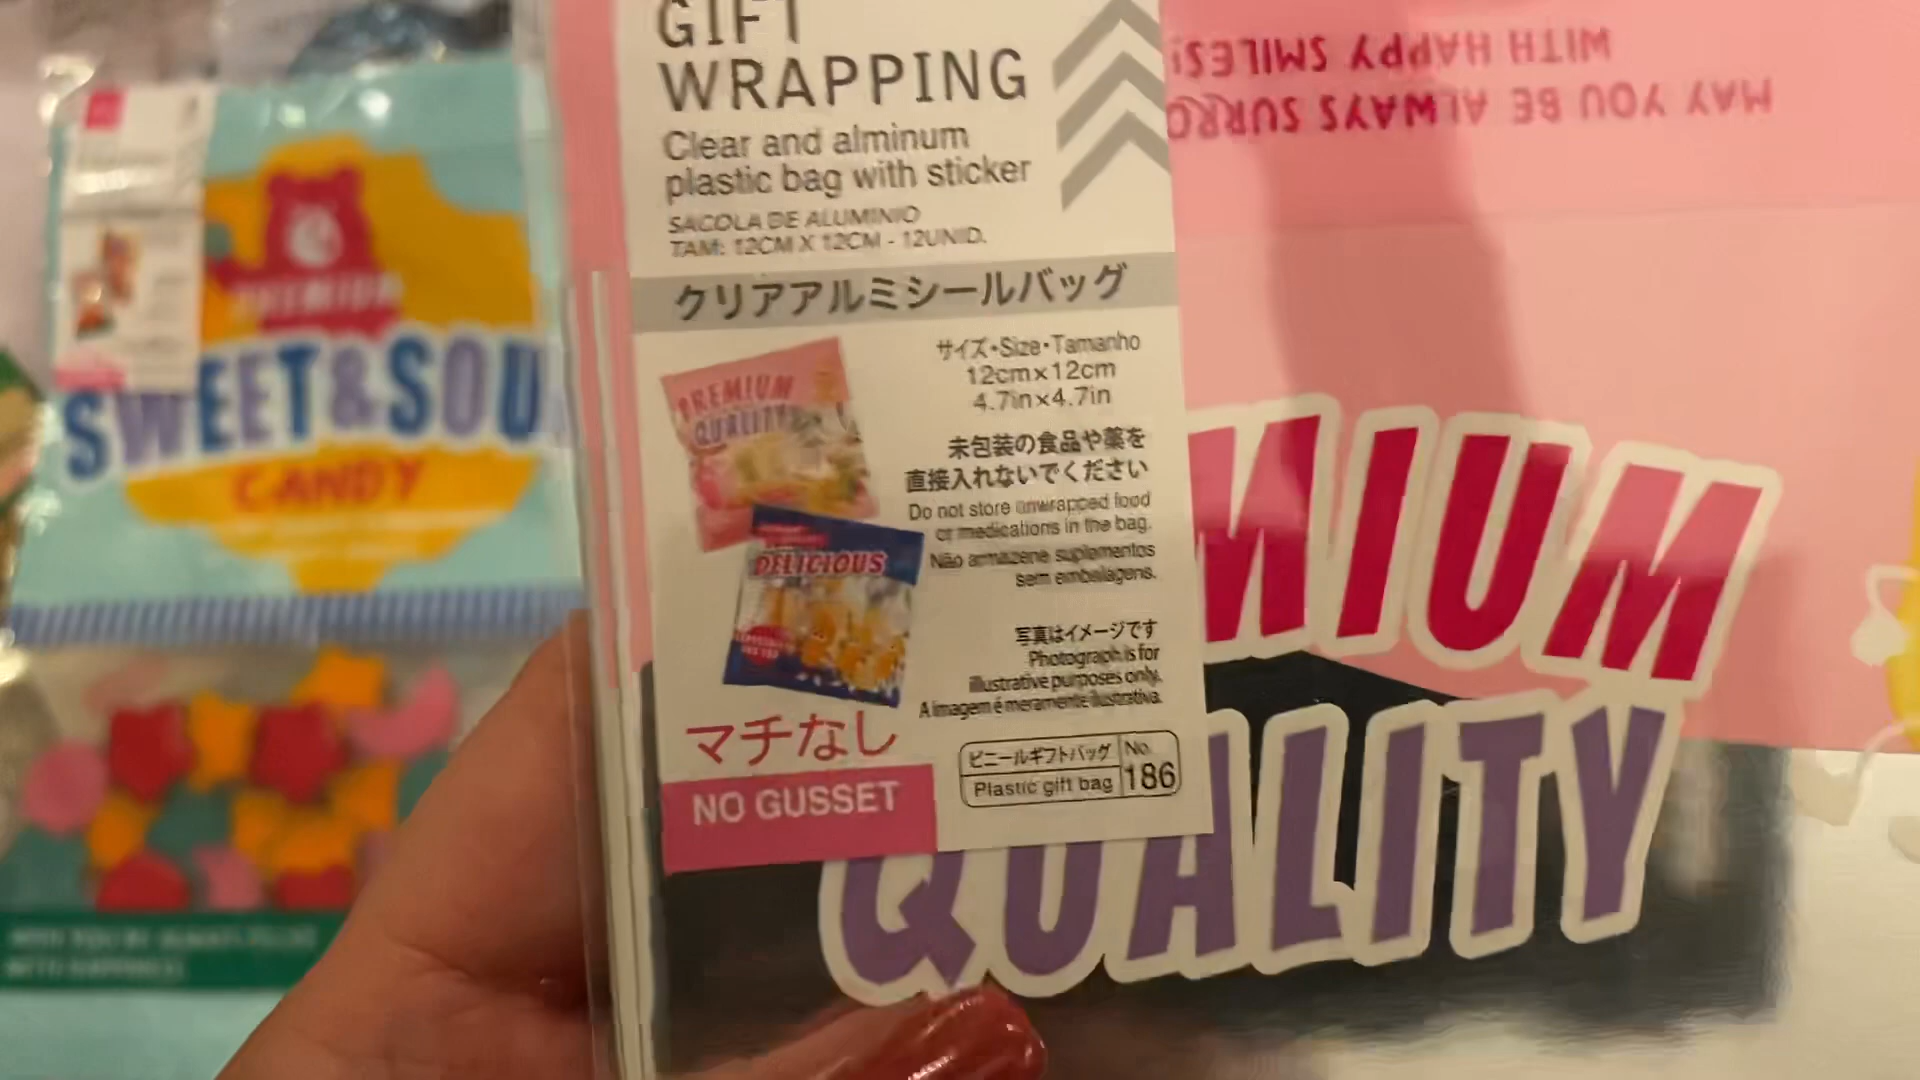 GIFT
WRAPPING
Clear and alminum
plastic bag with sticker
SACOLA DE ALUMINIO
TAM: 12CM X 12CM - 12UNID.
クリアアルミシールバッグ
サイズ・Size・Tamanho
12cm×12cm
4.7in×4.7in
未包装の食品や薬を
直接入れないでください
Do not store unwrapped food
or medications in the bag.
Não armazene suplementos
sem embalagens.
写真はイメージです
Photograph is for
illustrative purposes only.
A imagem é meramente ilustrativa.
PREMIUM
QUALITY
DELICIOUS
マチなし
NO GUSSET
ビニールギフトバッグ
Plastic gift bag
No.
186
MAY YOU BE ALWAYS SURRO
WITH HAPPY SMILES!
MIUM
QUALITY
PREMIUM
SWEET&SOU
CANDY